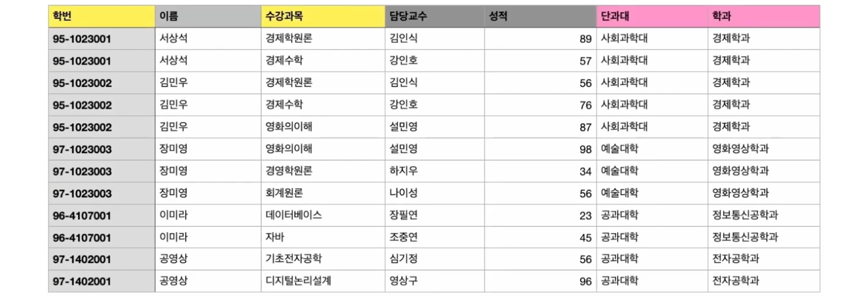 학번 이름 수강과목 담당교수 성적 단과대 학과
95-1023001 서상석 경제학원론 김인식 89 사회과학대 경제학과
95-1023001 서상석 경제수학 강인호 57 사회과학대 경제학과
95-1023002 김민우 경제학원론 김인식 56 사회과학대 경제학과
95-1023002 김민우 경제수학 강인호 76 사회과학대 경제학과
95-1023002 김민우 영화의이해 설민영 87 사회과학대 경제학과
97-1023003 장미영 영화의이해 설민영 98 예술대학 영화영상학과
97-1023003 장미영 경영학원론 하지우 34 예술대학 영화영상학과
97-1023003 장미영 회계원론 나이성 56 예술대학 영화영상학과
96-4107001 이미라 데이터베이스 장필연 23 공과대학 정보통신공학과
96-4107001 이미라 자바 조중연 45 공과대학 정보통신공학과
97-1402001 공영상 기초전자공학 심기정 56 공과대학 전자공학과
97-1402001 공영상 디지털논리설계 영상구 96 공과대학 전자공학과